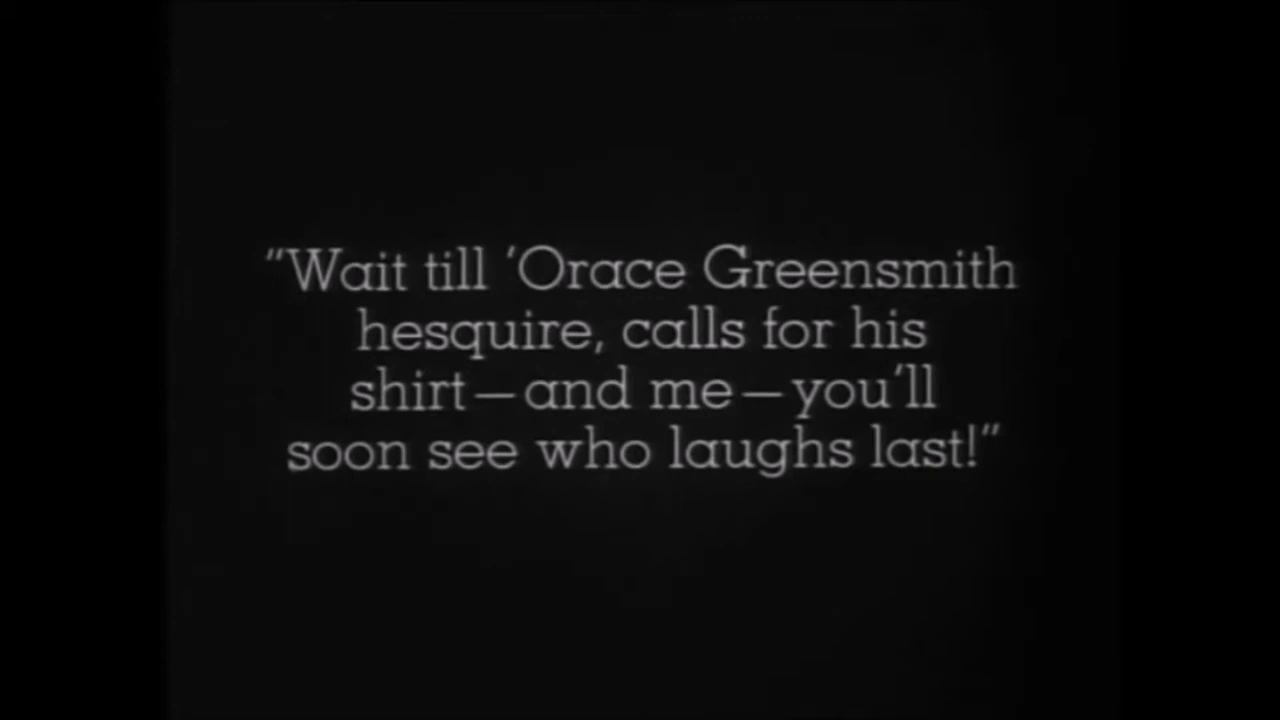 “Wait till ’Orace Greensmith
hesquire, calls for his
shirt—and me—you’ll
soon see who laughs last!”